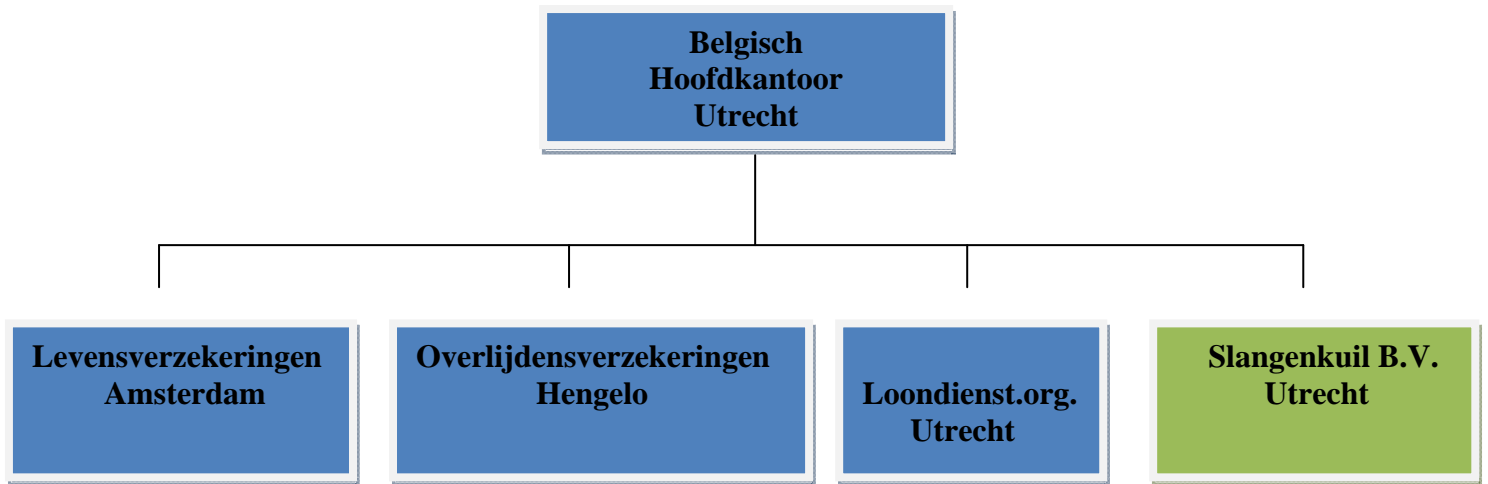 Belgisch
Hoofdkantoor
Utrecht
Levensverzekeringen
Amsterdam
Overlijdensverzekeringen
Hengelo
Loondienst.org.
Utrecht
Slangenkuil B.V.
Utrecht